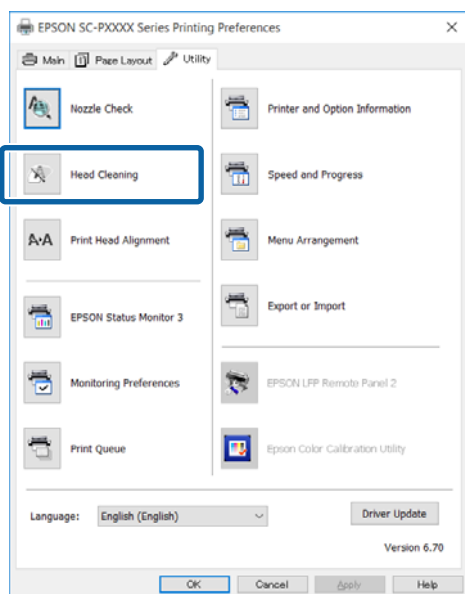 EPSON SC-PXXXX Series Printing Preferences
Main
Page Layout
Utility
Nozzle Check
Head Cleaning
Print Head Alignment
EPSON Status Monitor 3
Monitoring Preferences
Print Queue
Printer and Option Information
Speed and Progress
Menu Arrangement
Export or Import
EPSON LFP Remote Panel 2
Epson Color Calibration Utility
Language: English (English)
Driver Update
Version 6.70
OK Cancel Apply Help